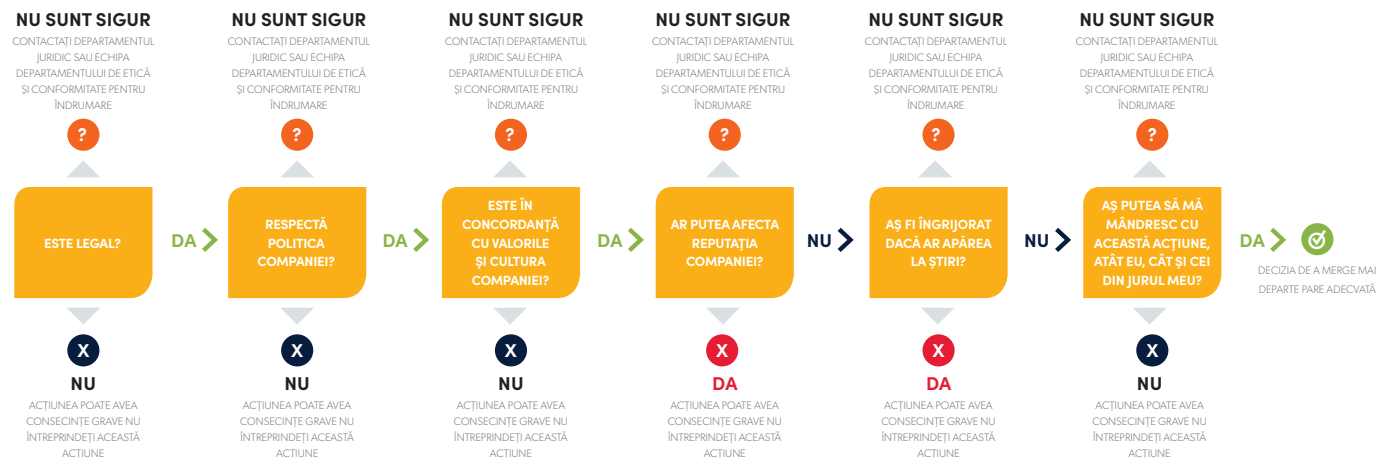 NU SUNT SIGUR
CONTACTAȚI DEPARTAMENTUL
JURIDIC SAU ECHIPA
DEPARTAMENTULUI DE ETICĂ
ȘI CONFORMITATE PENTRU
ÎNDRUMARE
?
ESTE LEGAL?
X
NU
ACȚIUNEA POATE AVEA
CONSECINȚE GRAVE NU
ÎNTREPRINDEȚI ACEASTĂ
ACȚIUNE
DA
NU SUNT SIGUR
CONTACTAȚI DEPARTAMENTUL
JURIDIC SAU ECHIPA
DEPARTAMENTULUI DE ETICĂ
ȘI CONFORMITATE PENTRU
ÎNDRUMARE
?
RESPECTĂ
POLITICA
COMPANIEI?
X
NU
ACȚIUNEA POATE AVEA
CONSECINȚE GRAVE NU
ÎNTREPRINDEȚI ACEASTĂ
ACȚIUNE
DA
NU SUNT SIGUR
CONTACTAȚI DEPARTAMENTUL
JURIDIC SAU ECHIPA
DEPARTAMENTULUI DE ETICĂ
ȘI CONFORMITATE PENTRU
ÎNDRUMARE
?
ESTE ÎN
CONCORDANȚĂ
CU VALORILE
ȘI CULTURA
COMPANIEI?
X
NU
ACȚIUNEA POATE AVEA
CONSECINȚE GRAVE NU
ÎNTREPRINDEȚI ACEASTĂ
ACȚIUNE
DA
NU SUNT SIGUR
CONTACTAȚI DEPARTAMENTUL
JURIDIC SAU ECHIPA
DEPARTAMENTULUI DE ETICĂ
ȘI CONFORMITATE PENTRU
ÎNDRUMARE
?
AR PUTEA AFECTA
REPUTAȚIA
COMPANIEI?
X
DA
ACȚIUNEA POATE AVEA
CONSECINȚE GRAVE NU
ÎNTREPRINDEȚI ACEASTĂ
ACȚIUNE
NU
NU SUNT SIGUR
CONTACTAȚI DEPARTAMENTUL
JURIDIC SAU ECHIPA
DEPARTAMENTULUI DE ETICĂ
ȘI CONFORMITATE PENTRU
ÎNDRUMARE
?
AȘ FI ÎNGRIJORAT
DACĂ AR APĂREA
LA ȘTIRI?
X
DA
ACȚIUNEA POATE AVEA
CONSECINȚE GRAVE NU
ÎNTREPRINDEȚI ACEASTĂ
ACȚIUNE
NU
NU SUNT SIGUR
CONTACTAȚI DEPARTAMENTUL
JURIDIC SAU ECHIPA
DEPARTAMENTULUI DE ETICĂ
ȘI CONFORMITATE PENTRU
ÎNDRUMARE
?
AȘ PUTEA SĂ MĂ
MÂNDRESC CU
ACEASTĂ ACȚIUNE,
ATÂT EU, CÂT ȘI CEI
DIN JURUL MEU?
X
NU
ACȚIUNEA POATE AVEA
CONSECINȚE GRAVE NU
ÎNTREPRINDEȚI ACEASTĂ
ACȚIUNE
DA
DECIZIA DE A MERGE MAI
DEPARTE PARE ADECVATĂ